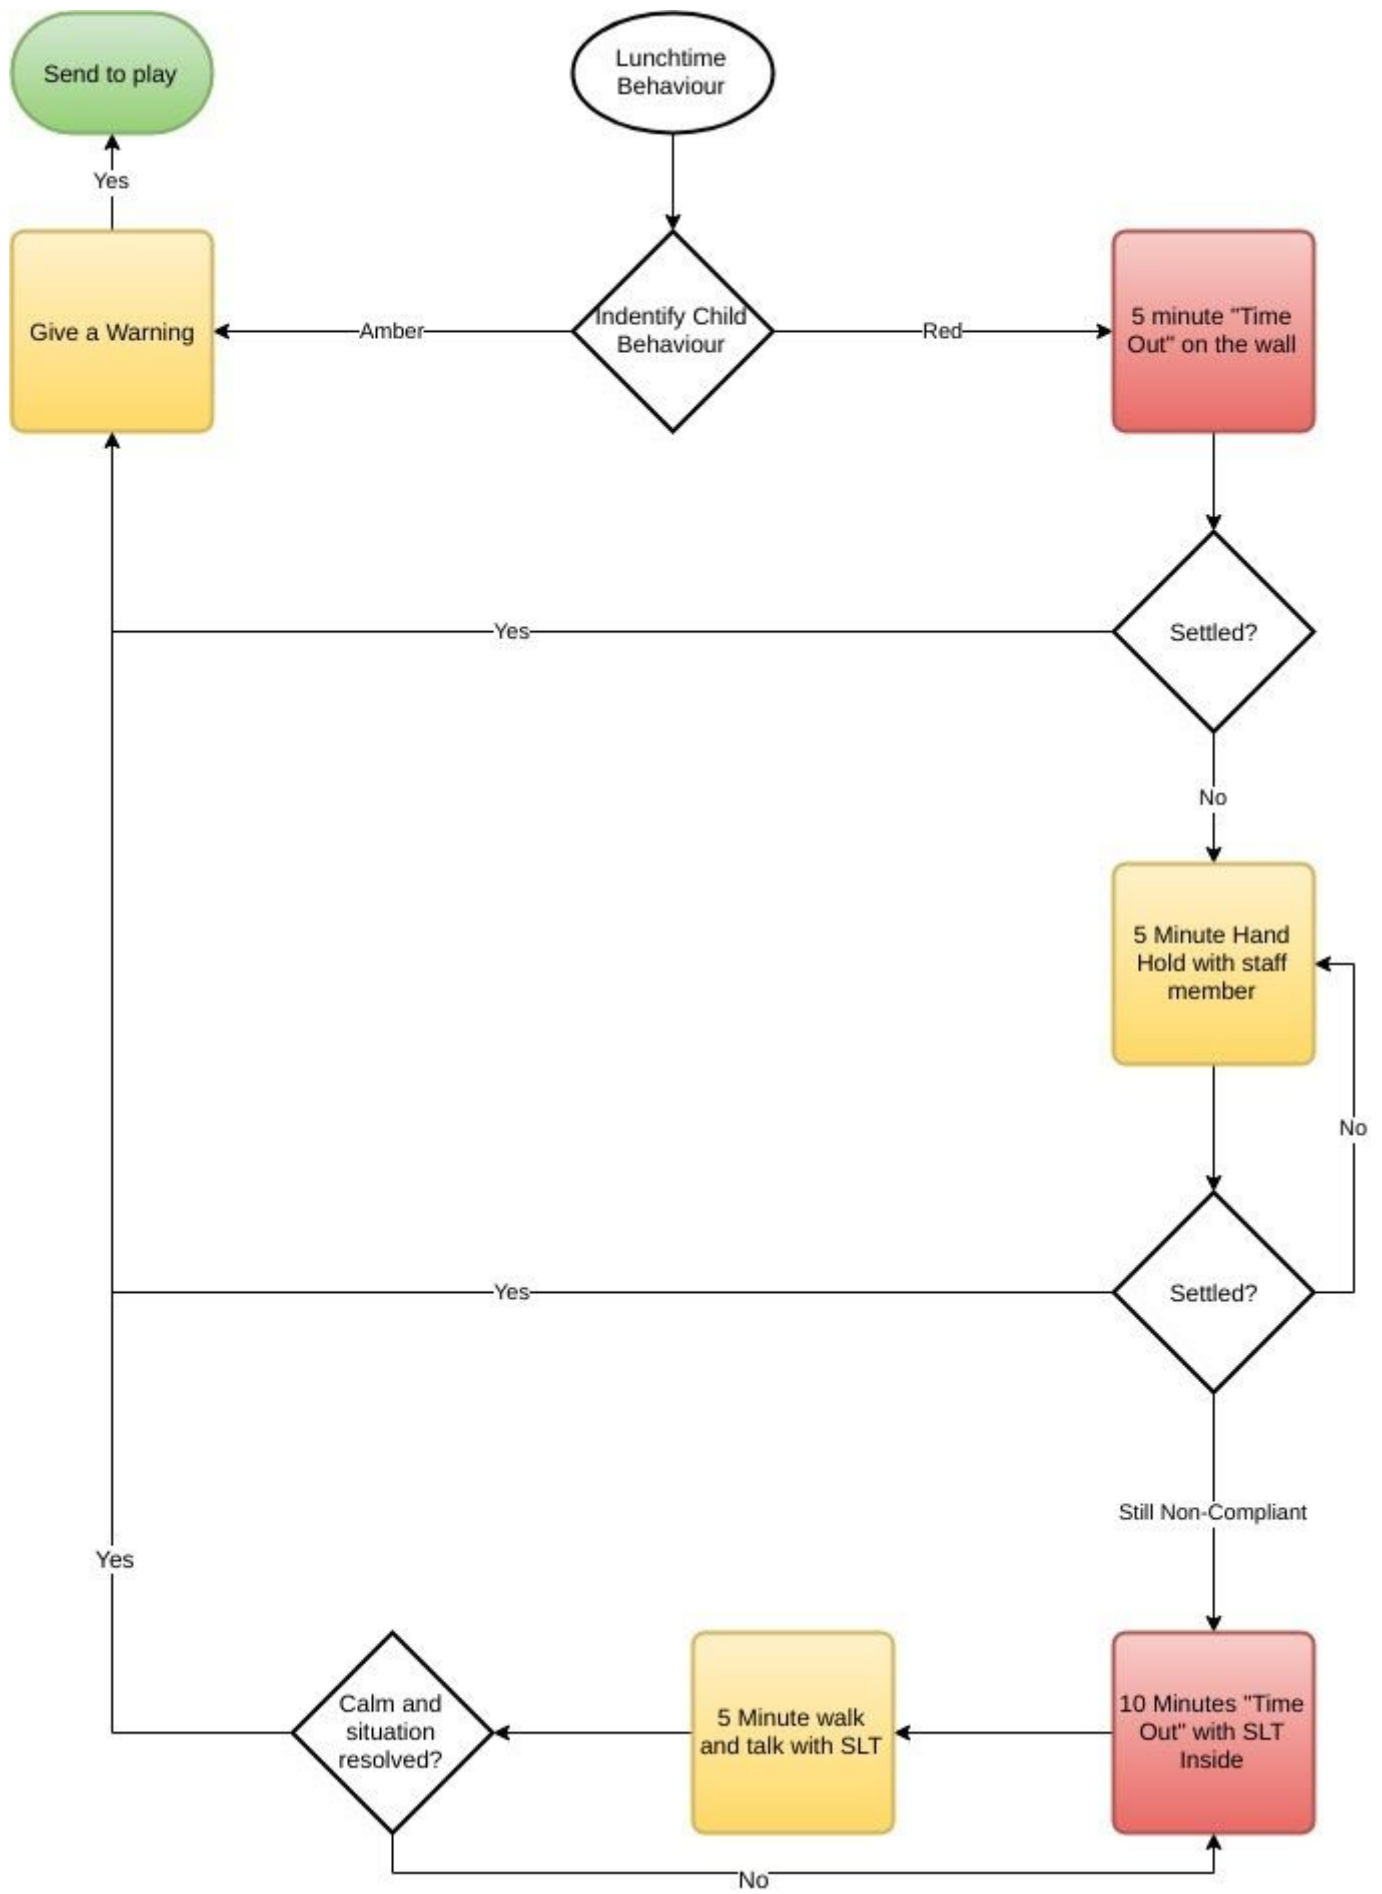 Send to play
Lunchtime
Behaviour
Yes
Give a Warning
Amber
Indentify Child
Behaviour
Red
5 minute "Time
Out" on the wall
Yes
Settled?
No
5 Minute Hand
Hold with staff
member
No
Yes
Settled?
Still Non-Compliant
Yes
Calm and
situation
resolved?
5 Minute walk
and talk with SLT
10 Minutes "Time
Out" with SLT
Inside
No